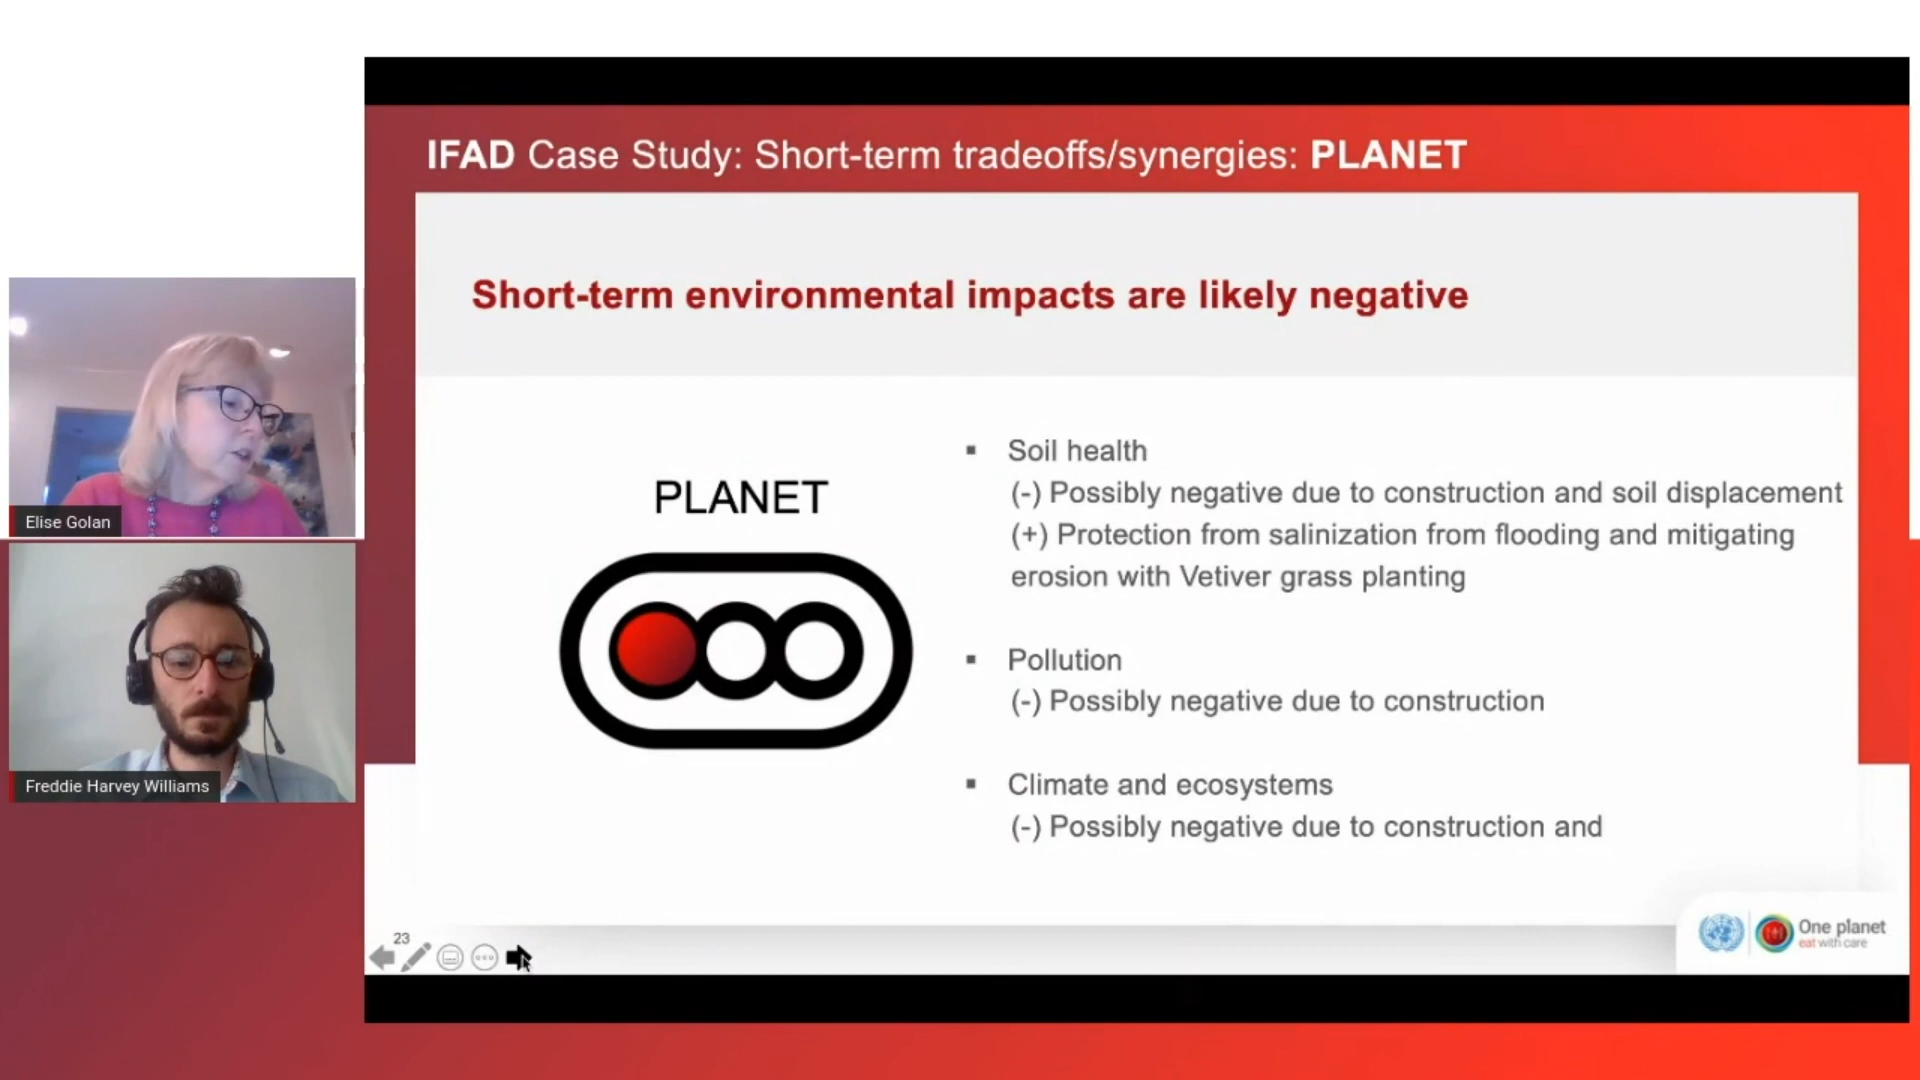 IFAD Case Study: Short-term tradeoffs/synergies: PLANET
Short-term environmental impacts are likely negative
PLANET
▪ Soil health
(-) Possibly negative due to construction and soil displacement
(+) Protection from salinization from flooding and mitigating
erosion with Vetiver grass planting
▪ Pollution
(-) Possibly negative due to construction
▪ Climate and ecosystems
(-) Possibly negative due to construction and
Elise Golan
Freddie Harvey Williams
23
One planet
eat with care